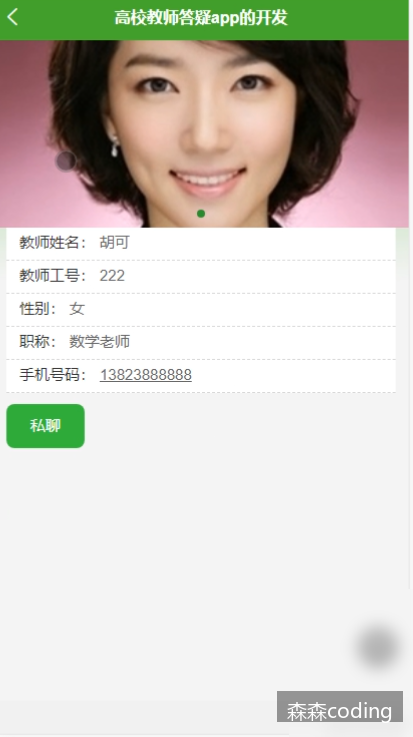 高校教师答疑app的开发
教师姓名： 胡可
教师工号： 222
性别： 女
职称： 数学老师
手机号码： 13823888888
私聊
森森coding